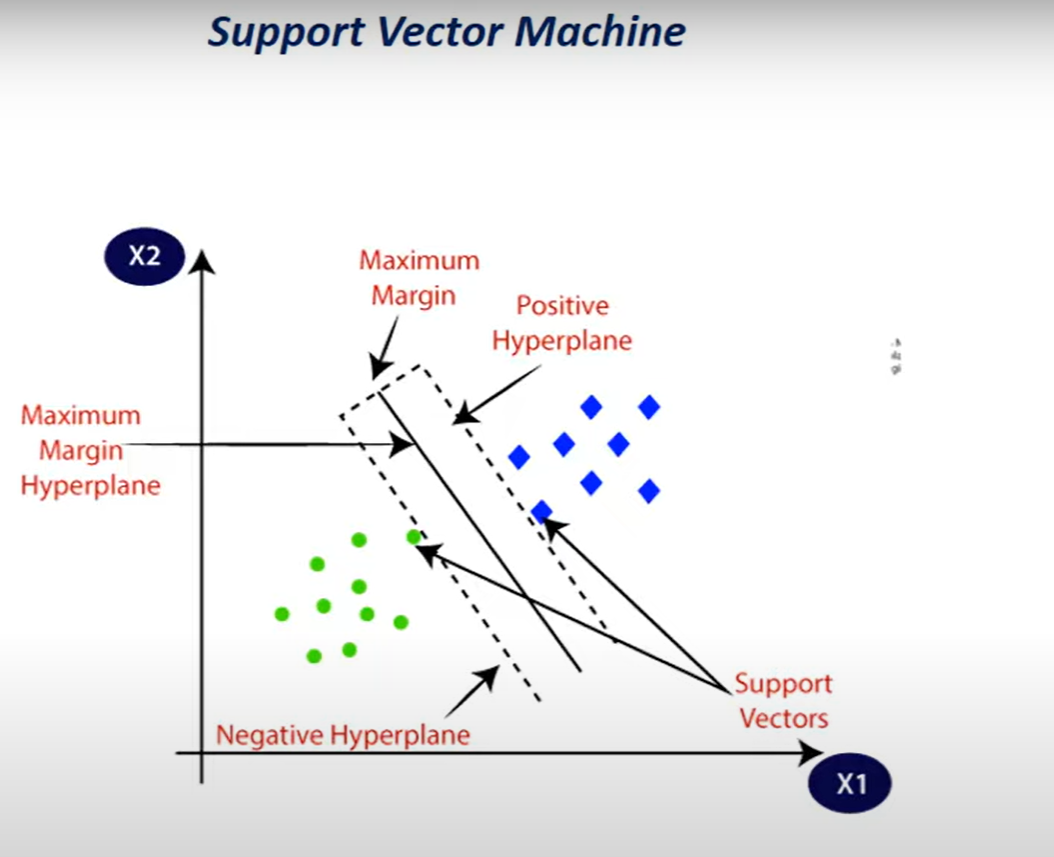 Support Vector Machine
X2
Maximum
Margin
Positive
Hyperplane
Maximum
Margin
Hyperplane
Support
Vectors
Negative Hyperplane
X1